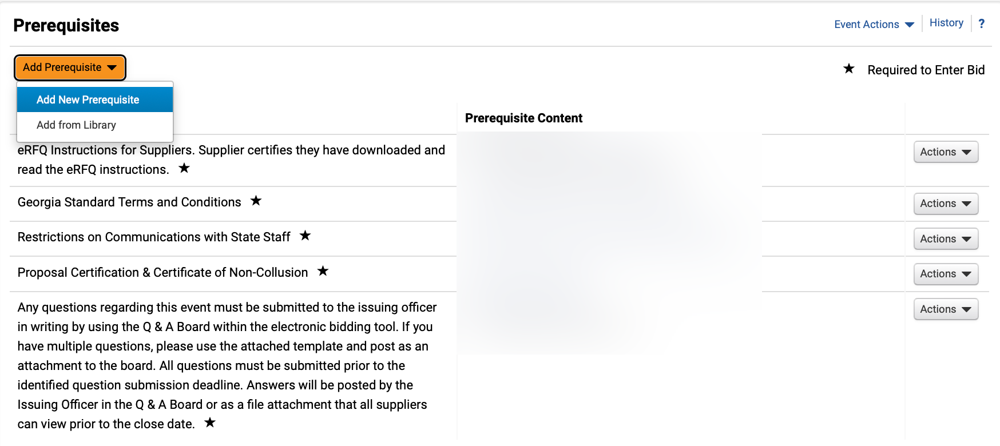 Prerequisites
Event Actions
History
?
Add Prerequisite
★ Required to Enter Bid
Add New Prerequisite
Add from Library
Prerequisite Content
eRFQ Instructions for Suppliers. Supplier certifies they have downloaded and
read the eRFQ instructions. ★
Actions
Georgia Standard Terms and Conditions ★
Actions
Restrictions on Communications with State Staff ★
Actions
Proposal Certification & Certificate of Non-Collusion ★
Actions
Any questions regarding this event must be submitted to the issuing officer
in writing by using the Q & A Board within the electronic bidding tool. If you
have multiple questions, please use the attached template and post as an
attachment to the board. All questions must be submitted prior to the
identified question submission deadline. Answers will be posted by the
Issuing Officer in the Q & A Board or as a file attachment that all suppliers
can view prior to the close date. ★
Actions